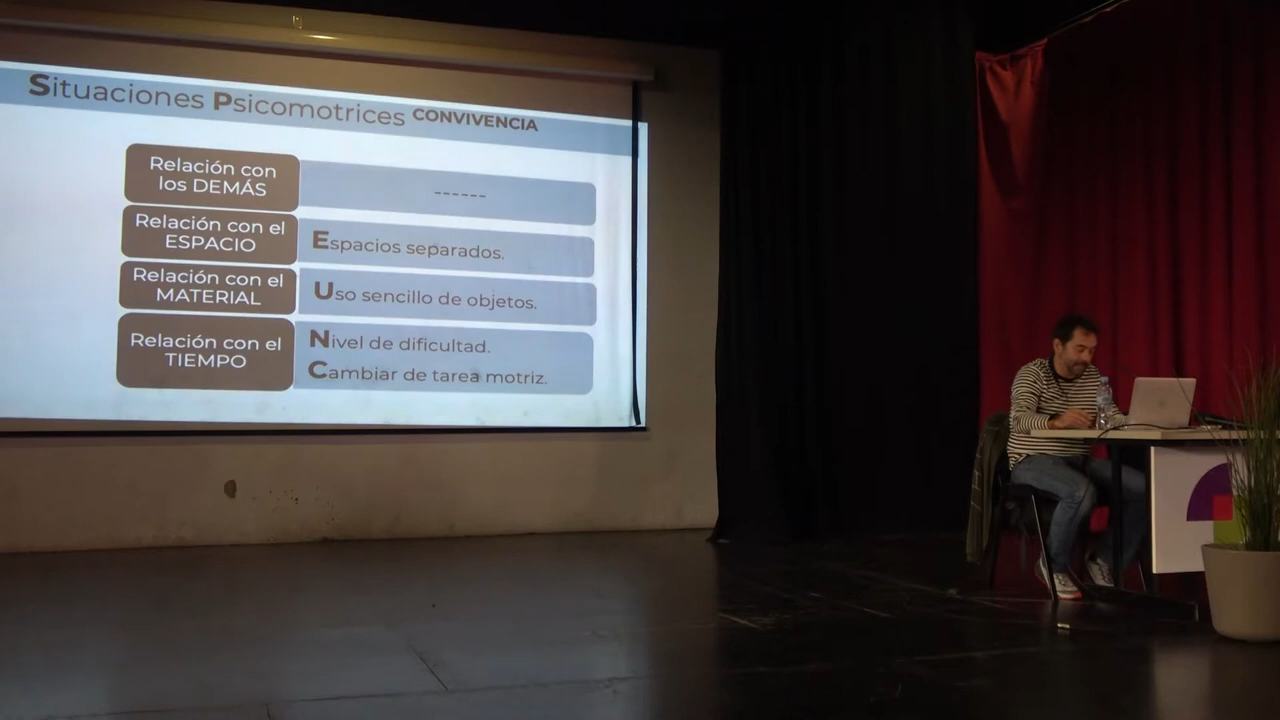 Situaciones Psicomotrices CONVIVENCIA
Relación con
los DEMÁS
------
Relación con el
ESPACIO
Espacios separados.
Relación con el
MATERIAL
Uso sencillo de objetos.
Relación con el
TIEMPO
Nivel de dificultad.
Cambiar de tarea motriz.